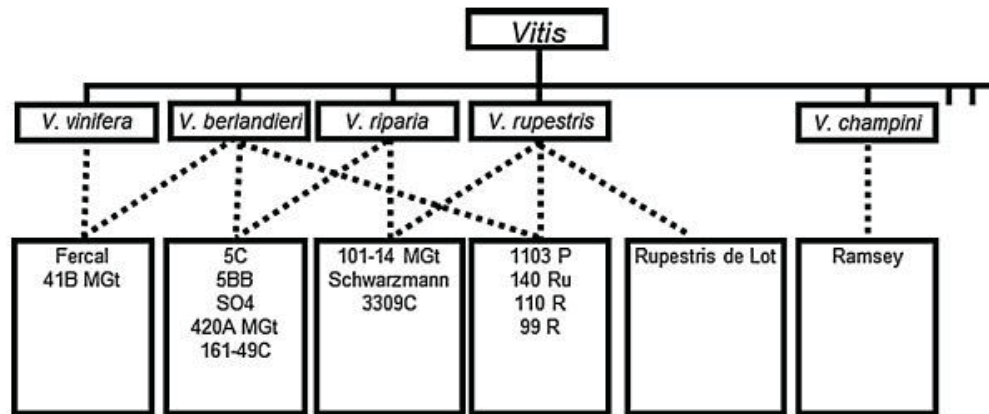 Vitis
V. vinifera
V. berlandieri
V. riparia
V. rupestris
V. champini
Fercal
41B MGt
5C
5BB
SO4
420A MGt
161-49C
101-14 MGt
Schwarzmann
3309C
1103 P
140 Ru
110 R
99 R
Rupestris de Lot
Ramsey